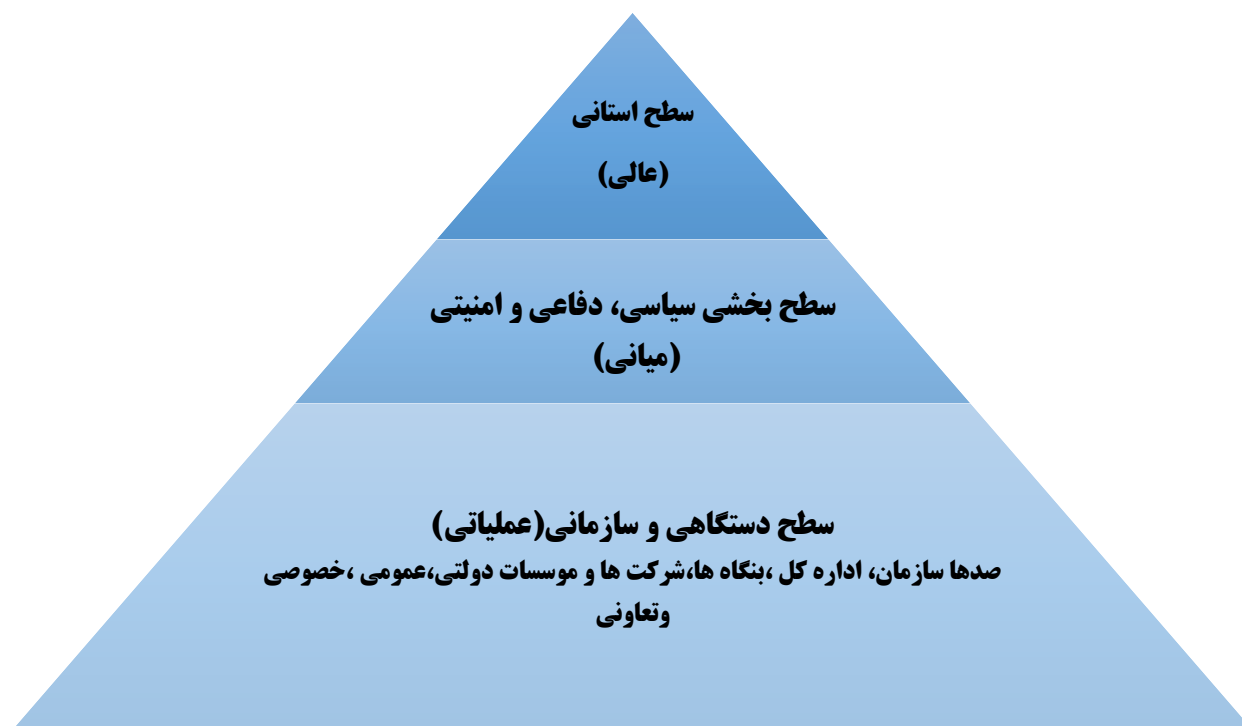 سطح استانی
(عالی)
سطح بخشی سیاسی، دفاعی و امنیتی
(میانی)
سطح دستگاهی و سازمانی(عملیاتی)
صدها سازمان، اداره کل ،بنگاه ها،شرکت ها و موسسات دولتی،عمومی ،خصوصی
وتعاونی